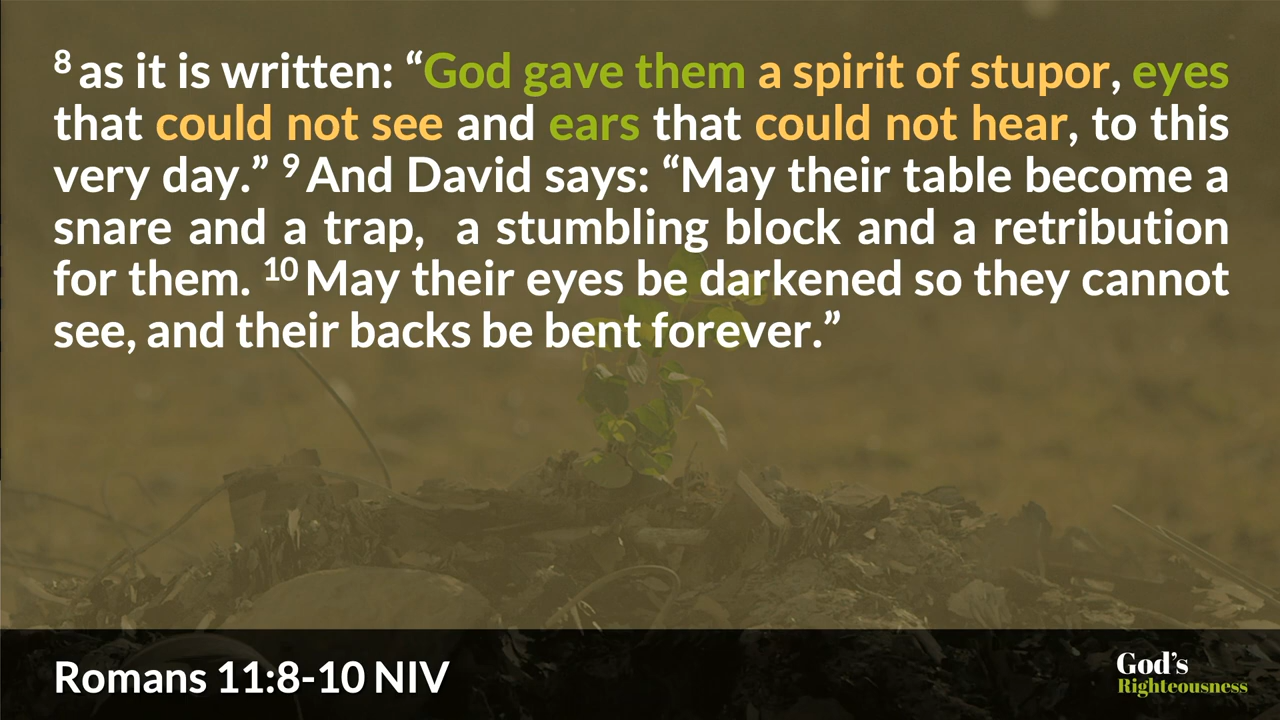 8 as it is written: “God gave them a spirit of stupor, eyes
that could not see and ears that could not hear, to this
very day.” 9 And David says: “May their table become a
snare and a trap,  a stumbling block and a retribution
for them. 10 May their eyes be darkened so they cannot
see, and their backs be bent forever.”
Romans 11:8-10 NIV
God’s
Righteousness